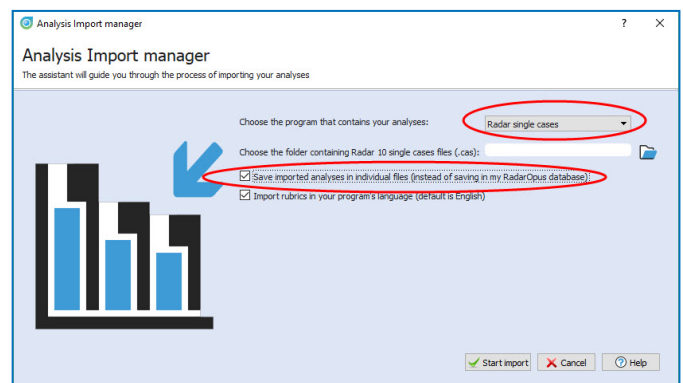 Analysis Import manager
Analysis Import manager
The assistant will guide you through the process of importing your analyses
Choose the program that contains your analyses:
Radar single cases
Choose the folder containing Radar 10 single cases files (.cas):
Save imported analyses in individual files (instead of saving in my RadarOpus database)
Import rubrics in your program's language (default is English)
Start import
Cancel
Help